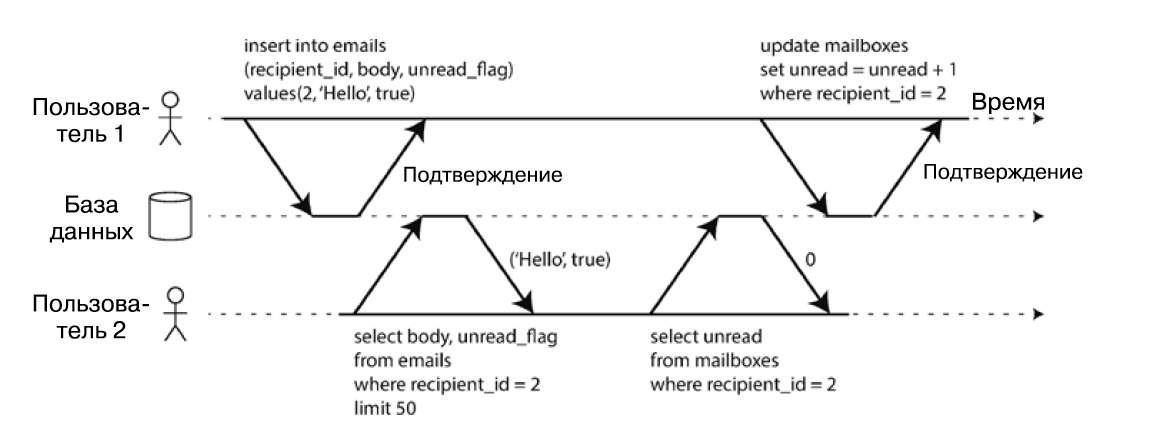 insert into emails
(recipient_id, body, unread_flag)
values(2, ‘Hello’, true)
update mailboxes
set unread = unread + 1
where recipient_id = 2
Время
Пользова-
тель 1
Подтверждение
Подтверждение
База
данных
(‘Hello’, true)
0
Пользова-
тель 2
select body, unread_flag
from emails
where recipient_id = 2
limit 50
select unread
from mailboxes
where recipient_id = 2